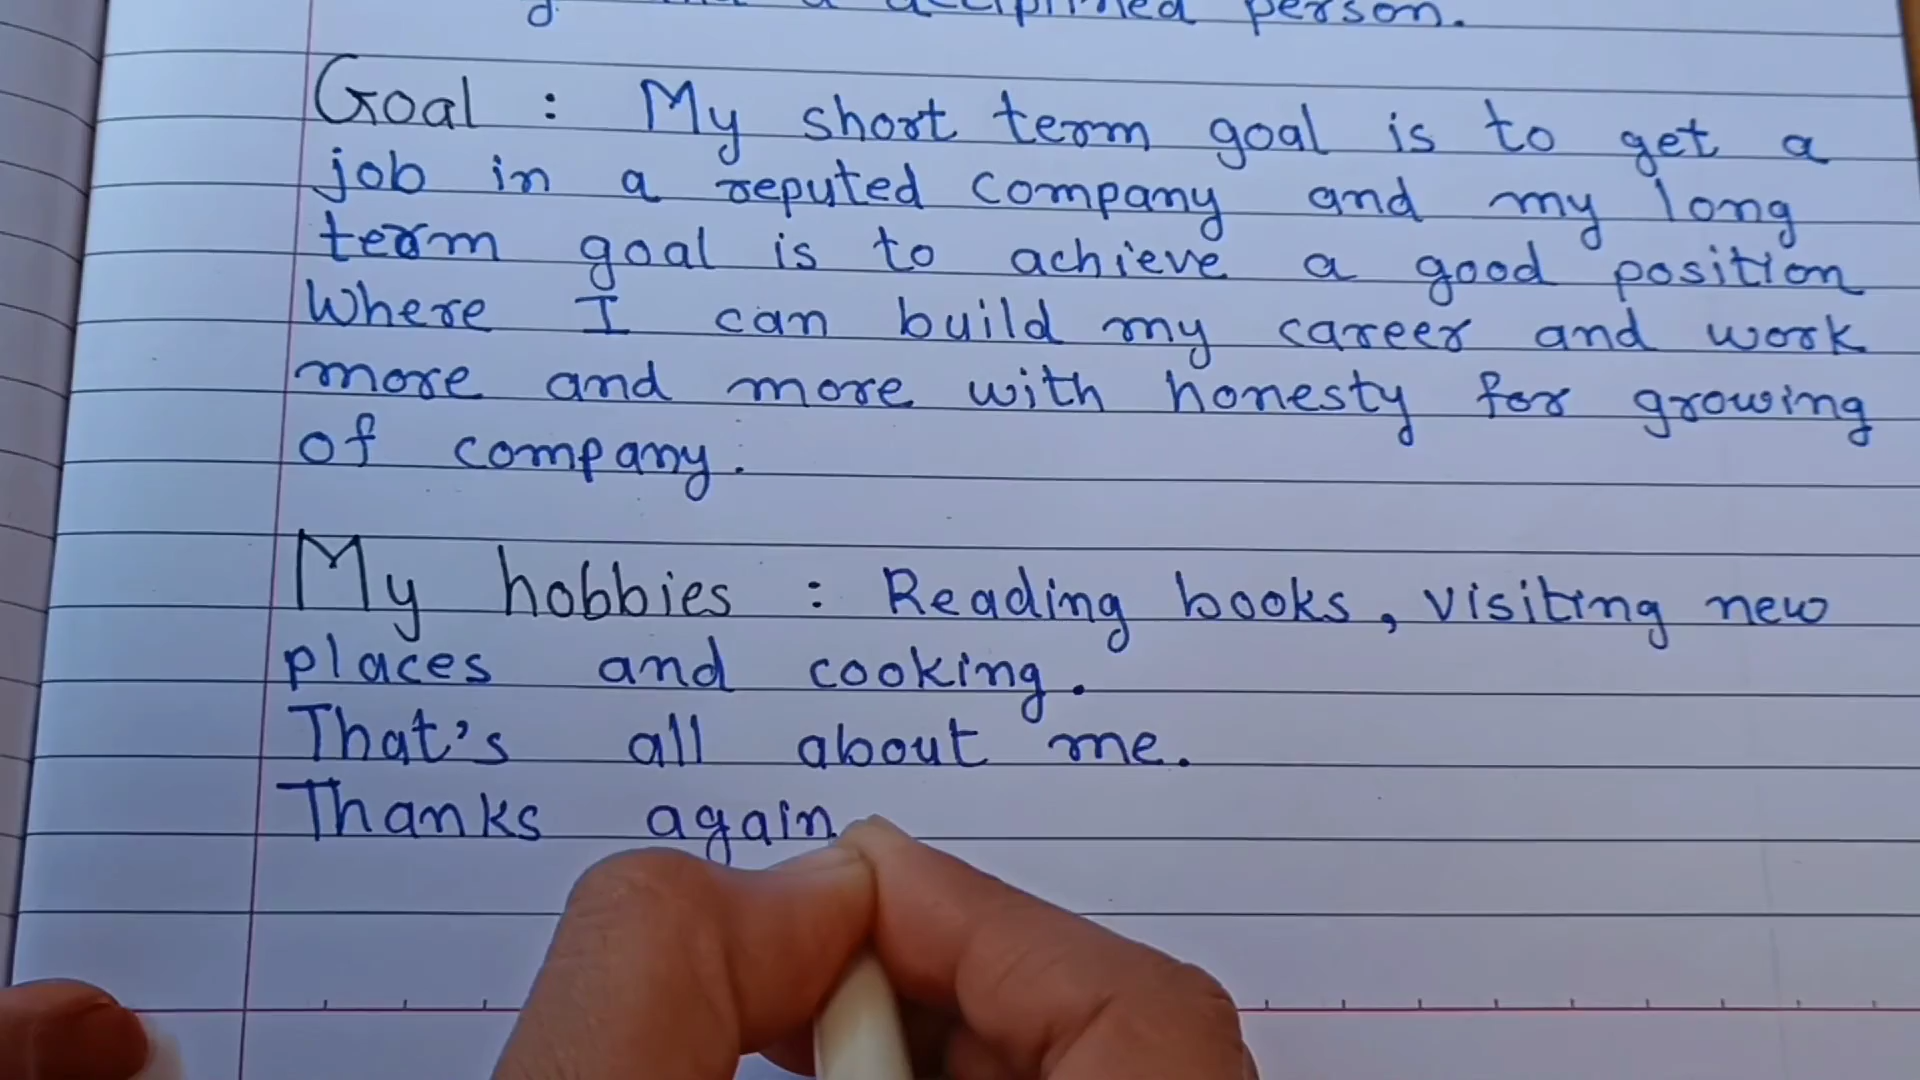 person.
Goal : My short term goal is to get a
job in a reputed company and my long
term goal is to achieve a good position
Where I can build my career and work
more and more with honesty for growing
of company.
My hobbies : Reading books, visiting new
places and cooking.
That's all about me.
Thanks again